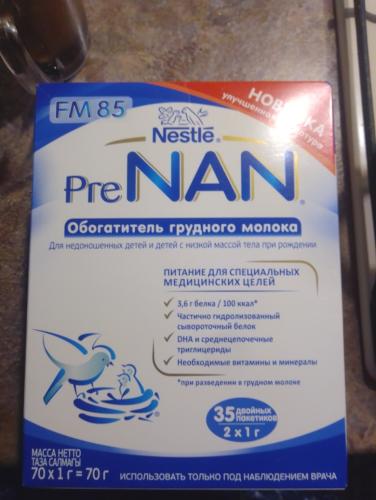 FM 85
НОВИНКА
улучшенная
Nestlé
PreNAN
Обогатитель грудного молока
Для недоношенных детей и детей с низкой массой тела при рождении
ПИТАНИЕ ДЛЯ СПЕЦИАЛЬНЫХ
МЕДИЦИНСКИХ ЦЕЛЕЙ
3,6 г белка / 100 ккал*
Частично гидролизованный
сывороточный белок
DHA и среднецепочечные
триглицериды
Необходимые витамины и минералы
*при разведении в грудном молоке
35 двойных
пакетиков
2 x 1 г
МАССА НЕТТО
ТАЗА САЛМАҒЫ
70 x 1 г = 70 г
ИСПОЛЬЗОВАТЬ ТОЛЬКО ПОД НАБЛЮДЕНИЕМ ВРАЧА